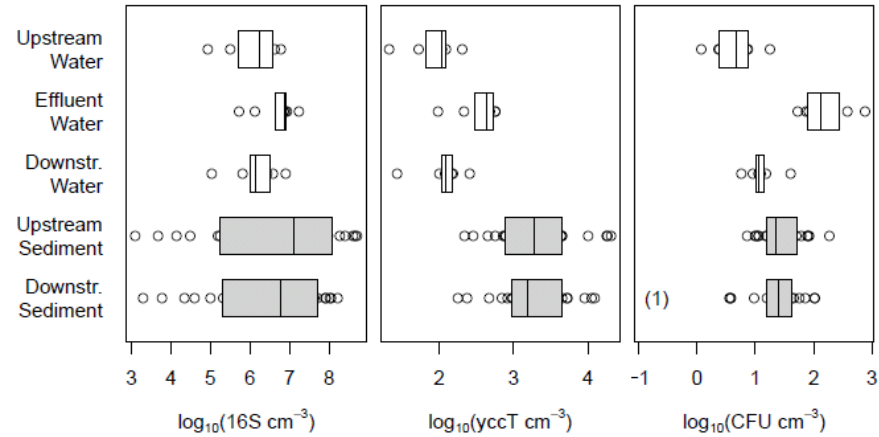 Upstream
Water
Effluent
Water
Downstr.
Water
Upstream
Sediment
Downstr.
Sediment
(1)
3 4 5 6 7 8
2 3 4
−1 0 1 2 3
log₁₀(16S cm⁻³)
log₁₀(yccT cm⁻³)
log₁₀(CFU cm⁻³)